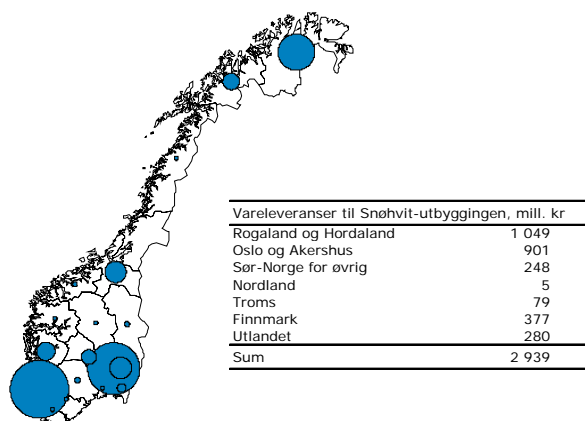 Vareleveranser til Snøhvit-utbyggingen, mill. kr
Rogaland og Hordaland 1 049
Oslo og Akershus 901
Sør-Norge for øvrig 248
Nordland 5
Troms 79
Finnmark 377
Utlandet 280
Sum 2 939